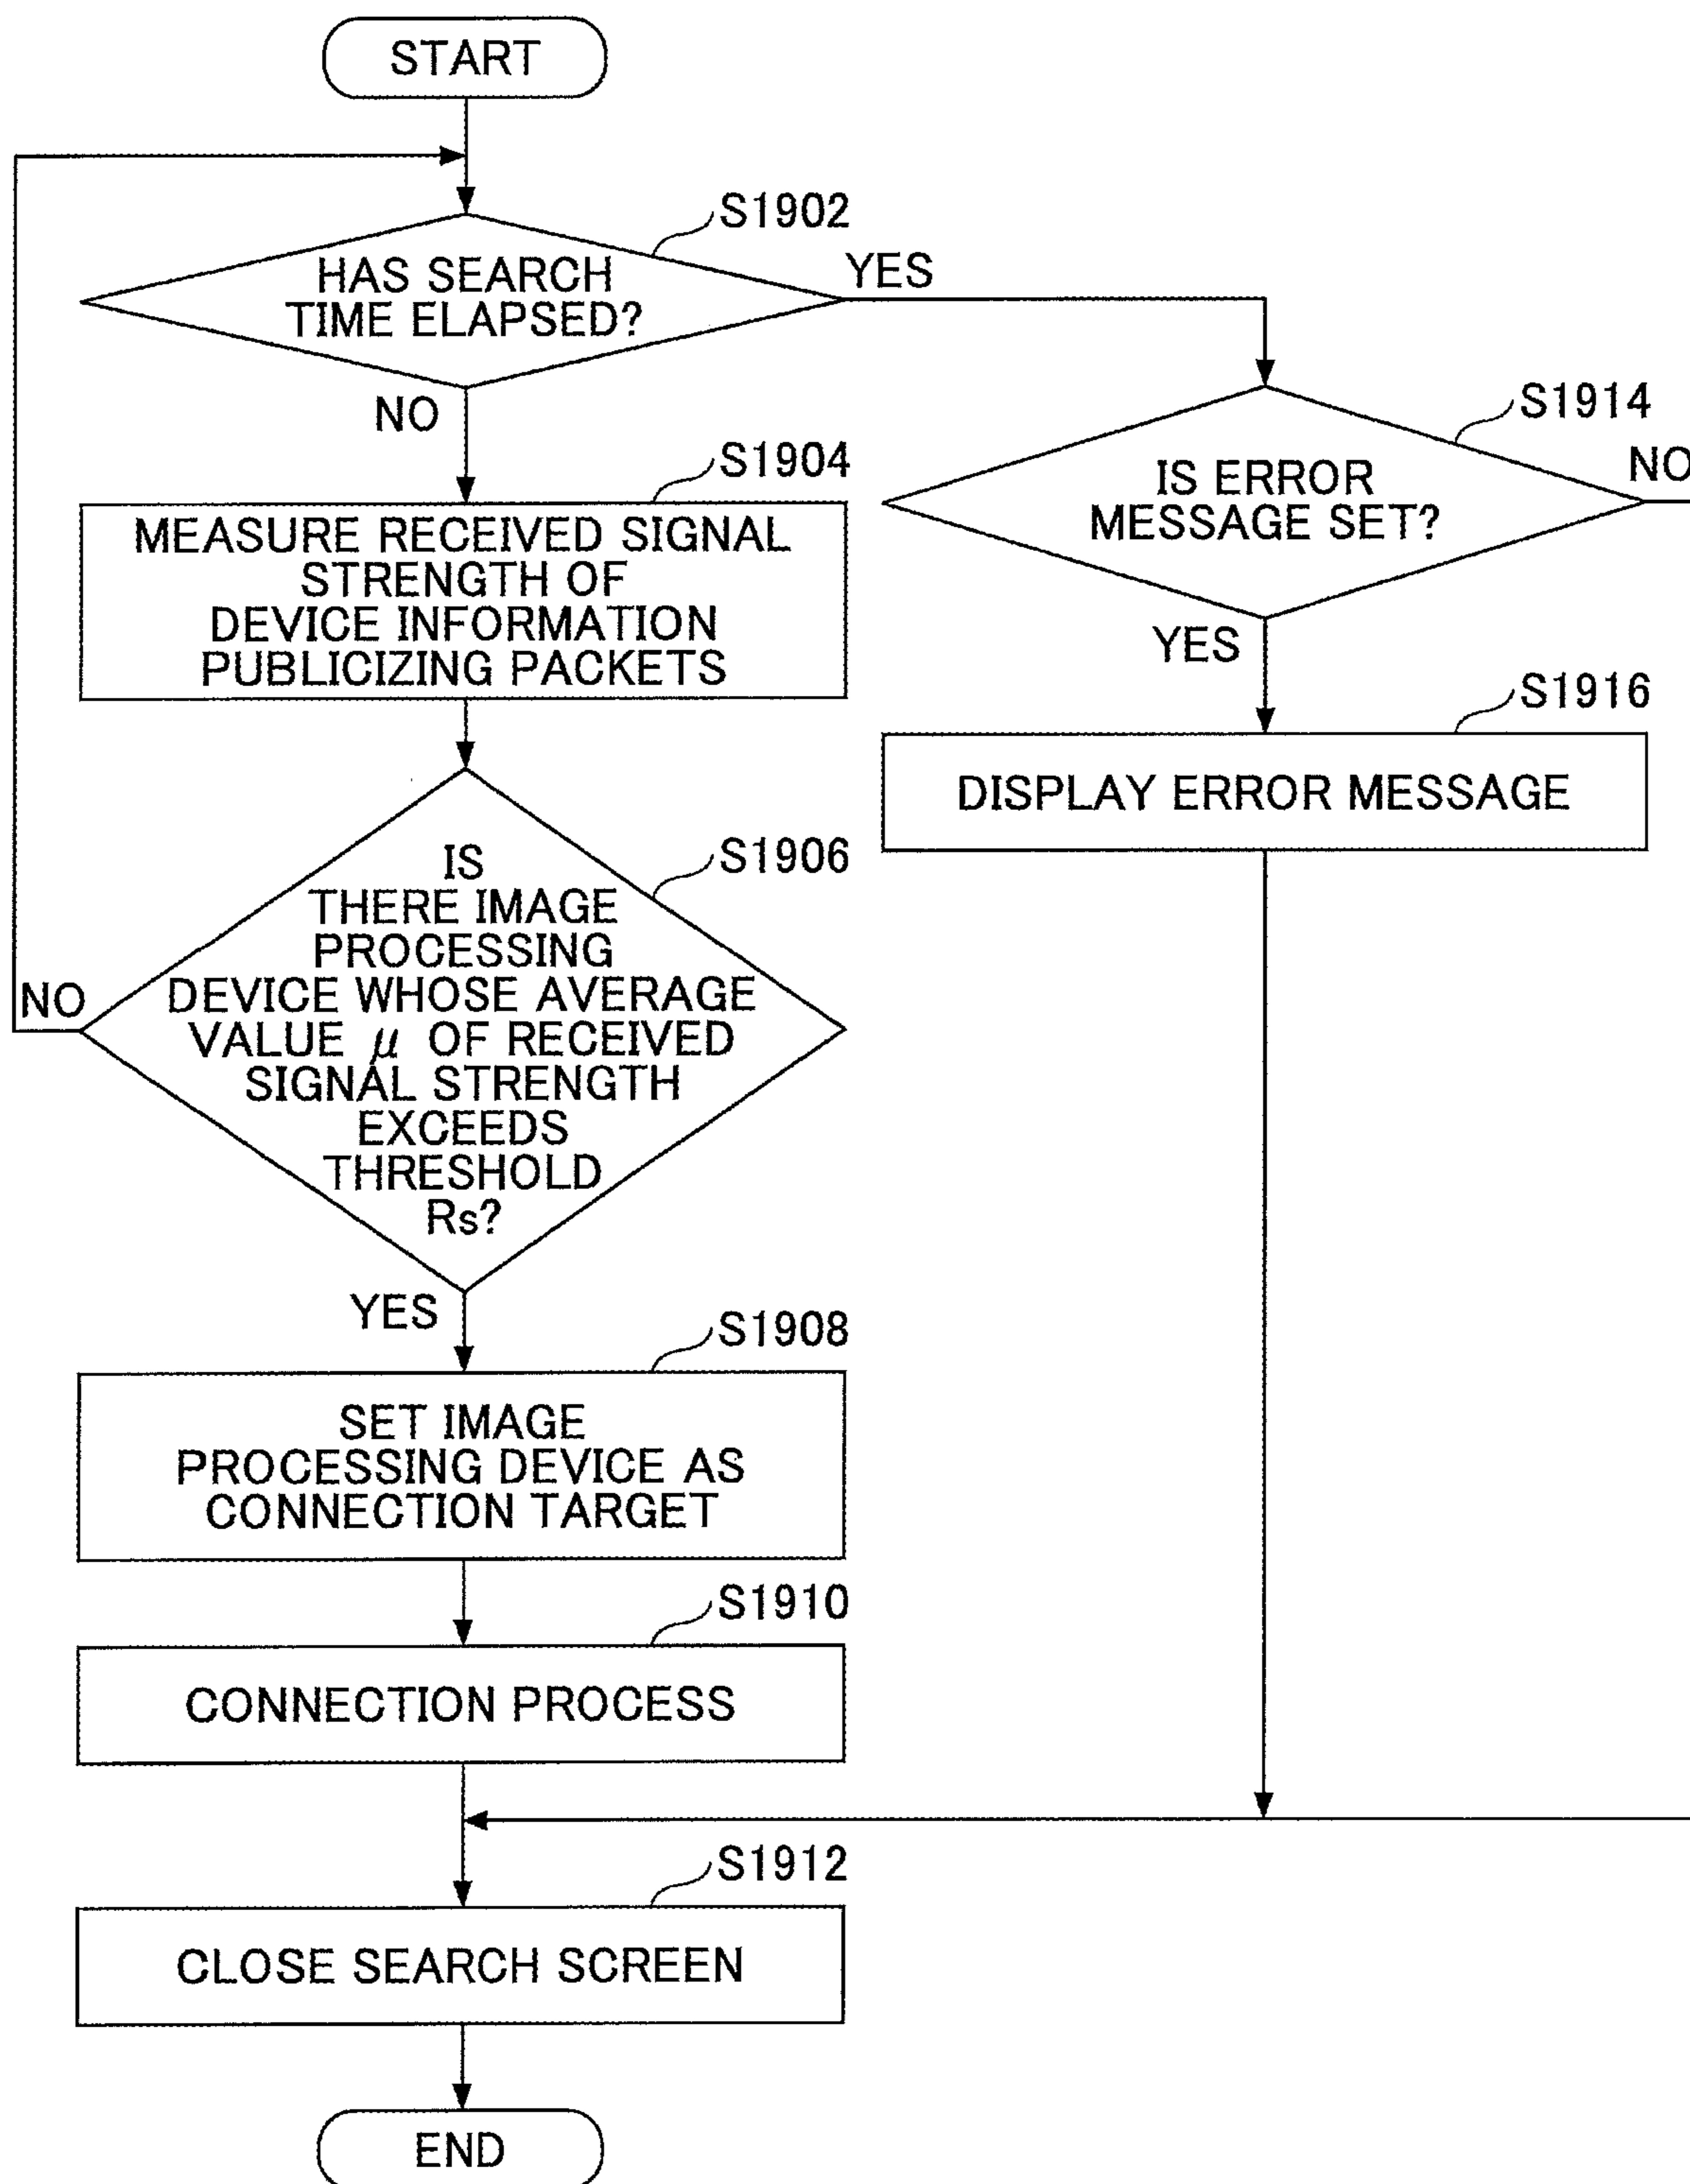 START
S1902
HAS SEARCH
TIME ELAPSED?
YES
NO
S1904
MEASURE RECEIVED SIGNAL
STRENGTH OF
DEVICE INFORMATION
PUBLICIZING PACKETS
S1906
IS
THERE IMAGE
PROCESSING
DEVICE WHOSE AVERAGE
VALUE μ OF RECEIVED
SIGNAL STRENGTH
EXCEEDS
THRESHOLD
Rs?
NO
YES
S1908
SET IMAGE
PROCESSING DEVICE AS
CONNECTION TARGET
S1910
CONNECTION PROCESS
S1912
CLOSE SEARCH SCREEN
END
S1914
IS ERROR
MESSAGE SET?
NO
YES
S1916
DISPLAY ERROR MESSAGE